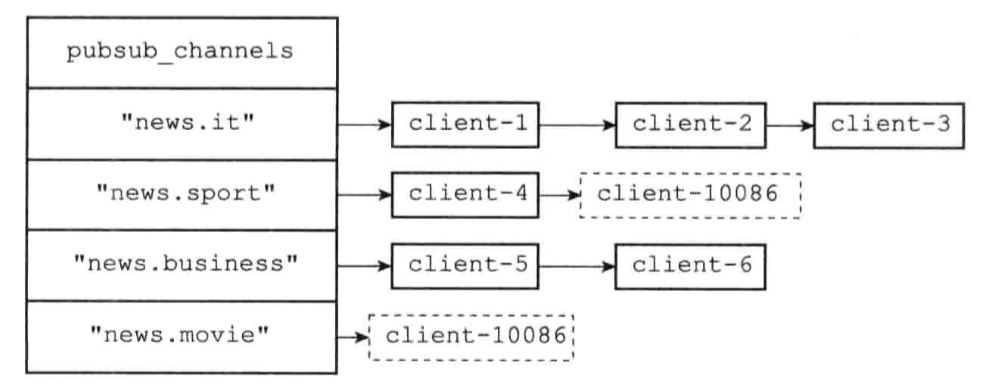 pubsub_channels
"news.it" client-1 client-2 client-3
"news.sport" client-4 client-10086
"news.business" client-5 client-6
"news.movie" client-10086